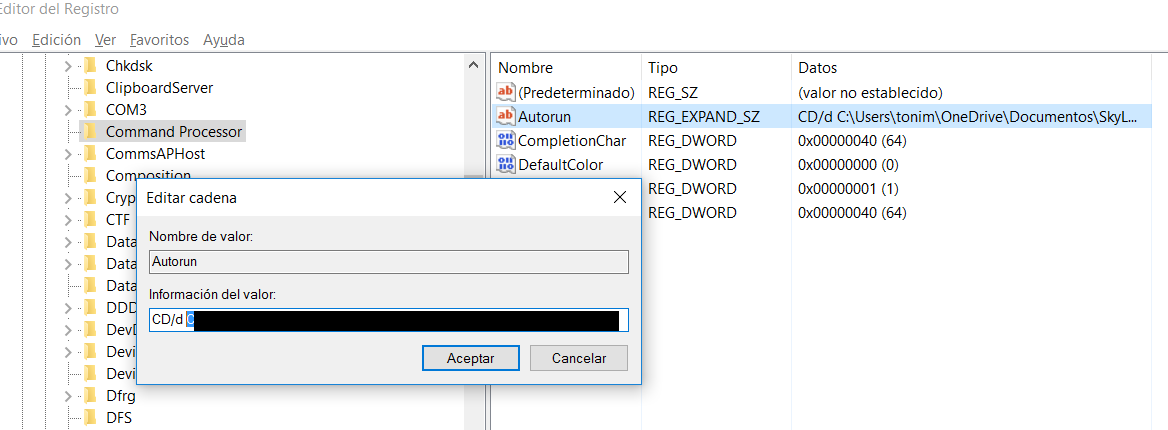 Editor del Registro
ivo Edición Ver Favoritos Ayuda
Chkdsk
ClipboardServer
COM3
Command Processor
CommsAPHost
Composition
Cryp
CTF
Data
Data
Data
DDD
DevD
Devi
Devi
Dfrg
DFS
Nombre Tipo Datos
(Predeterminado) REG_SZ (valor no establecido)
Autorun REG_EXPAND_SZ CD/d C:\Users\tonim\OneDrive\Documentos\SkyL...
CompletionChar REG_DWORD 0x00000040 (64)
DefaultColor REG_DWORD 0x00000000 (0)
REG_DWORD 0x00000001 (1)
REG_DWORD 0x00000040 (64)
Editar cadena
Nombre de valor:
Autorun
Información del valor:
CD/d C
Aceptar Cancelar